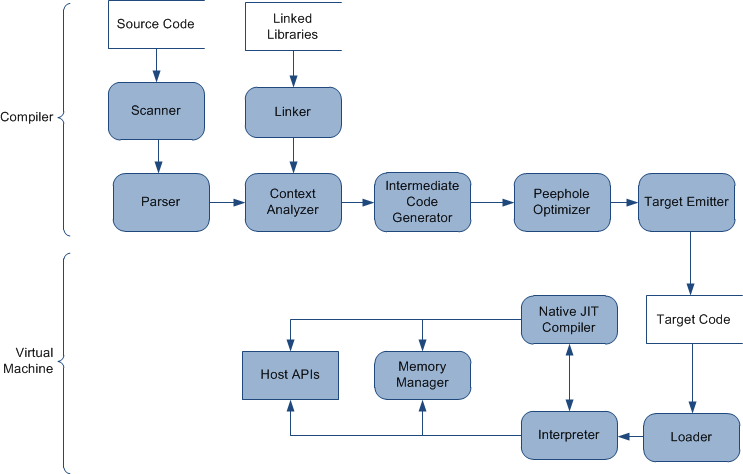 Source Code
Linked
Libraries
Compiler
Scanner
Linker
Parser
Context
Analyzer
Intermediate
Code
Generator
Peephole
Optimizer
Target Emitter
Virtual
Machine
Native JIT
Compiler
Target Code
Host APIs
Memory
Manager
Interpreter
Loader